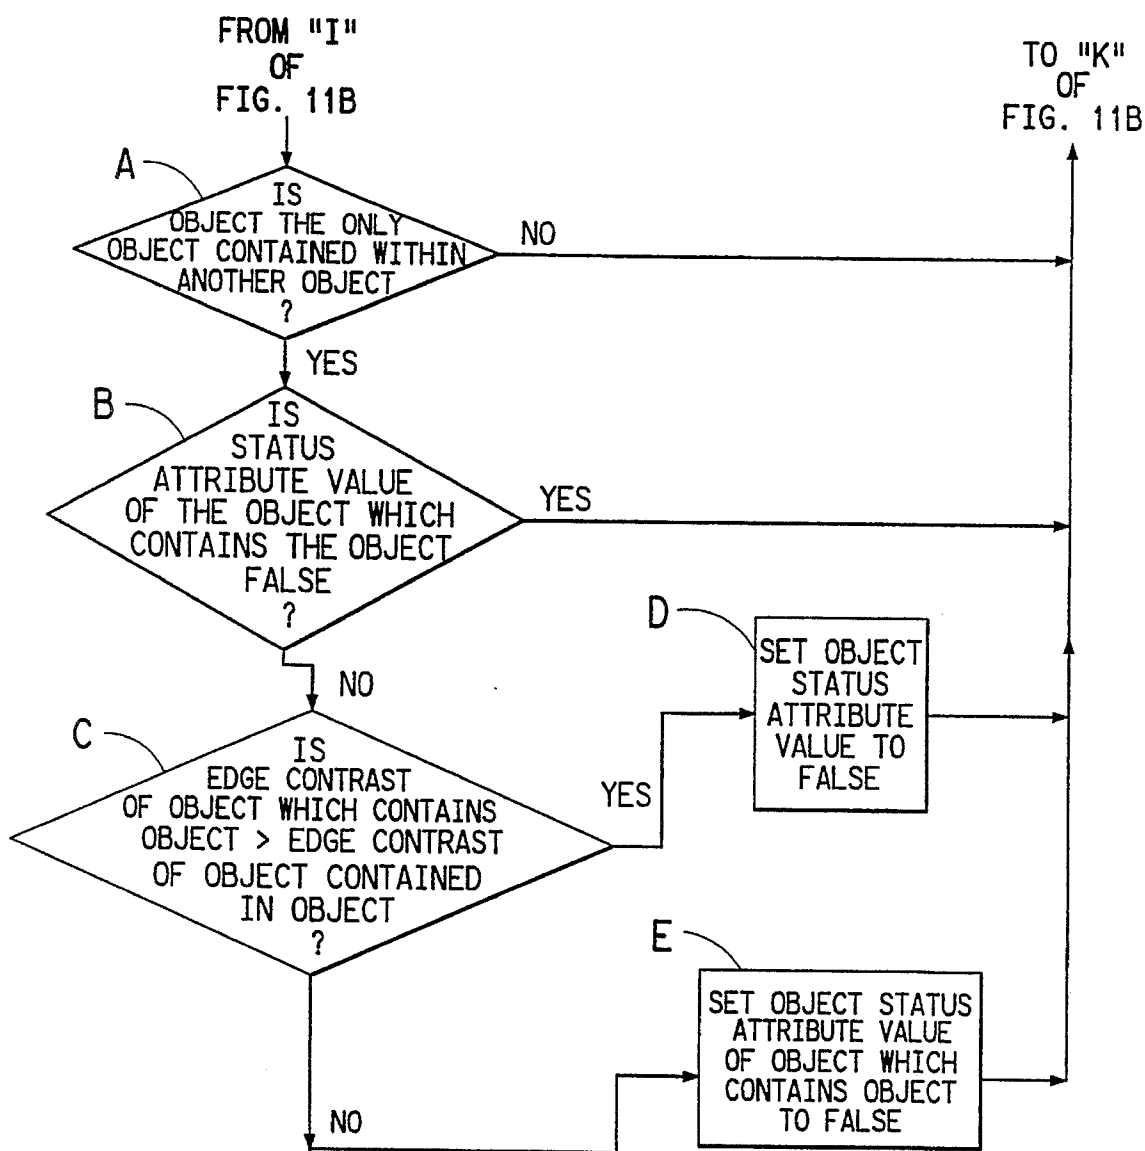 FROM "I"
OF
FIG. 11B
TO "K"
OF
FIG. 11B
A
IS
OBJECT THE ONLY
OBJECT CONTAINED WITHIN
ANOTHER OBJECT
?
NO
YES
B
IS
STATUS
ATTRIBUTE VALUE
OF THE OBJECT WHICH
CONTAINS THE OBJECT
FALSE
?
YES
NO
C
IS
EDGE CONTRAST
OF OBJECT WHICH CONTAINS
OBJECT > EDGE CONTRAST
OF OBJECT CONTAINED
IN OBJECT
?
YES
D
SET OBJECT
STATUS
ATTRIBUTE
VALUE TO
FALSE
NO
E
SET OBJECT STATUS
ATTRIBUTE VALUE
OF OBJECT WHICH
CONTAINS OBJECT
TO FALSE